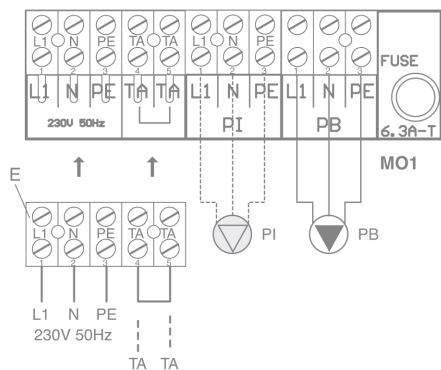 L1 N PE TA TA L1 N PE
1 2 3 4 5 1 2 3 1 2 3
L1 N PE TA TA L1 N PE L1 N PE
230V 50Hz PI PB
FUSE
6.3A-T
MO1
E
L1 N PE TA TA
1 2 3 4 5
PI
PB
L1 N PE
230V 50Hz
TA TA